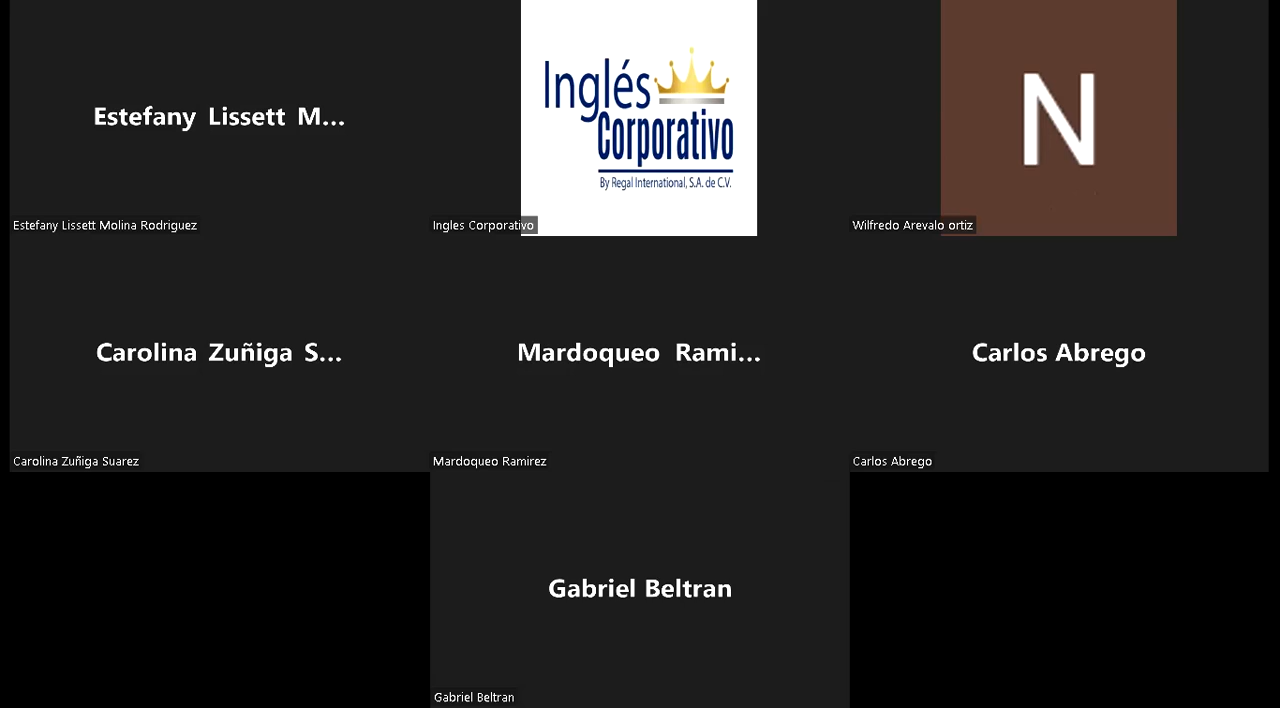 Estefany Lissett M...
Inglés
Corporativo
By Regal International, S.A. de C.V.
N
Estefany Lissett Molina Rodriguez
Ingles Corporativo
Wilfredo Arevalo ortiz
Carolina Zuñiga S...
Mardoqueo Rami...
Carlos Abrego
Carolina Zuñiga Suarez
Mardoqueo Ramirez
Carlos Abrego
Gabriel Beltran
Gabriel Beltran